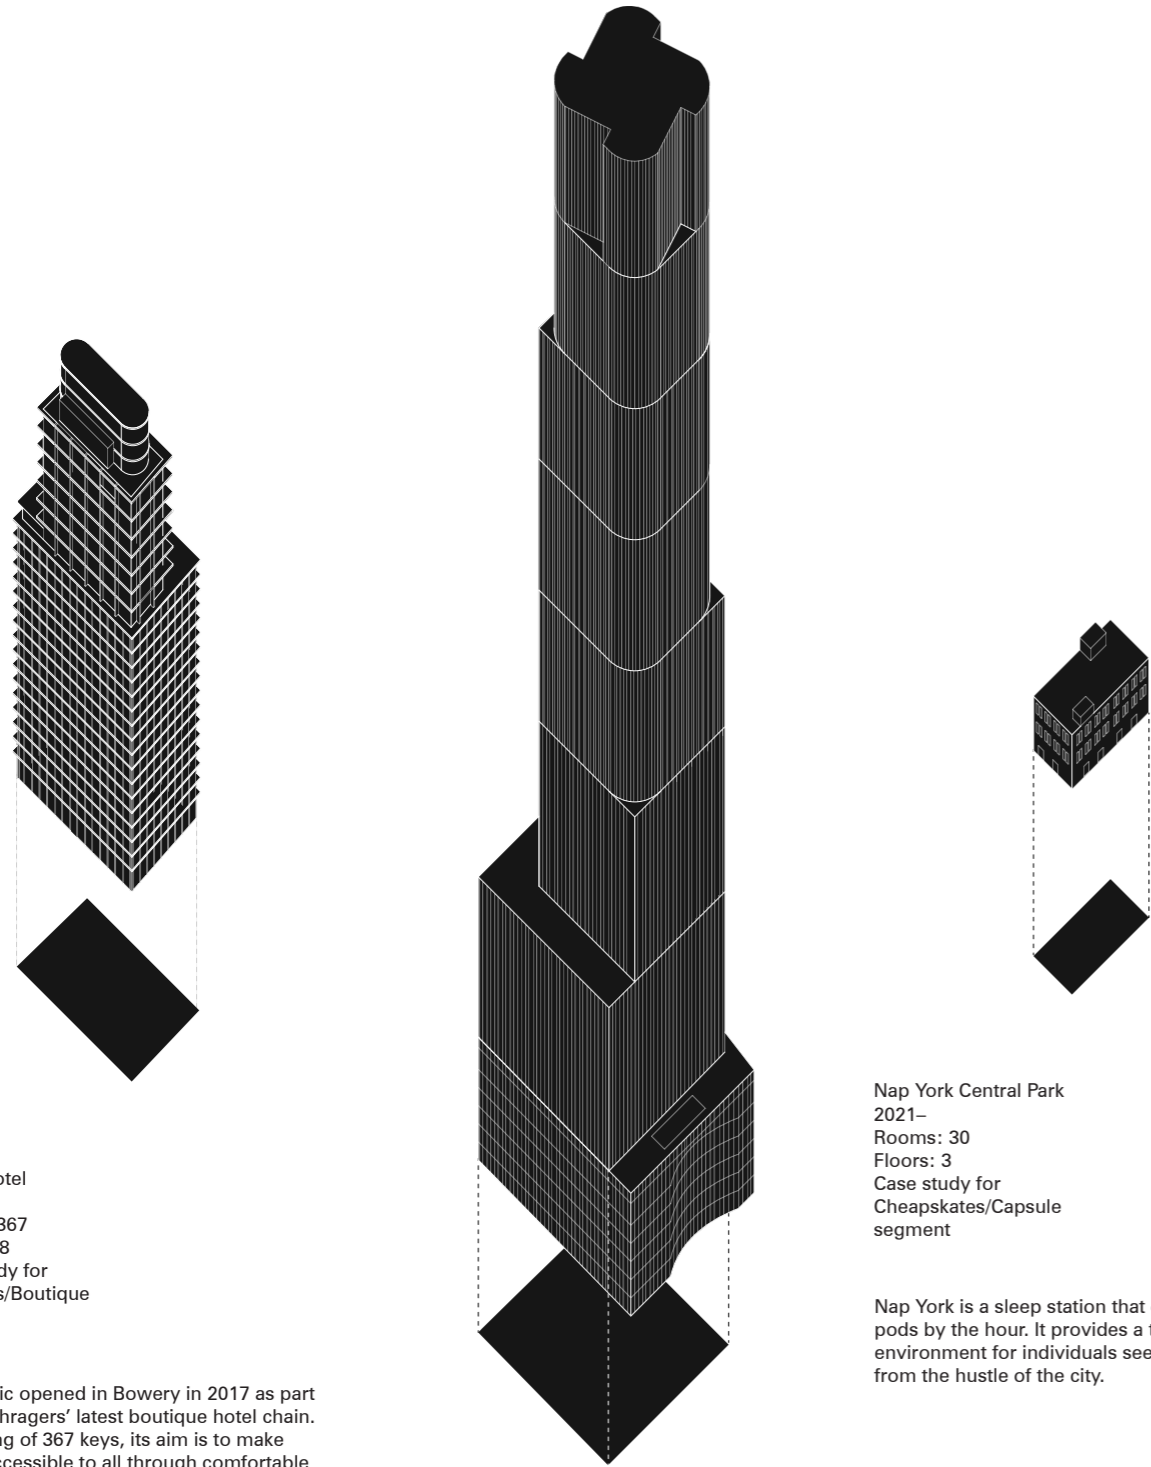 otel
367
8
dy for
s/Boutique
ic opened in Bowery in 2017 as part
hragers’ latest boutique hotel chain.
ng of 367 keys, its aim is to make
ccessible to all through comfortable
Nap York Central Park
2021–
Rooms: 30
Floors: 3
Case study for
Cheapskates/Capsule
segment
Nap York is a sleep station that
pods by the hour. It provides a t
environment for individuals see
from the hustle of the city.